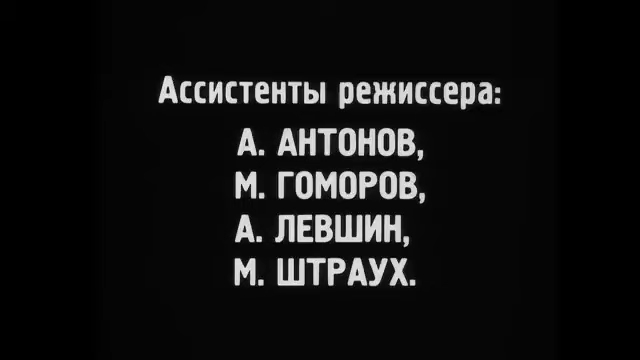 Ассистенты режиссера:
А. АНТОНОВ,
М. ГОМОРОВ,
А. ЛЕВШИН,
М. ШТРАУХ.